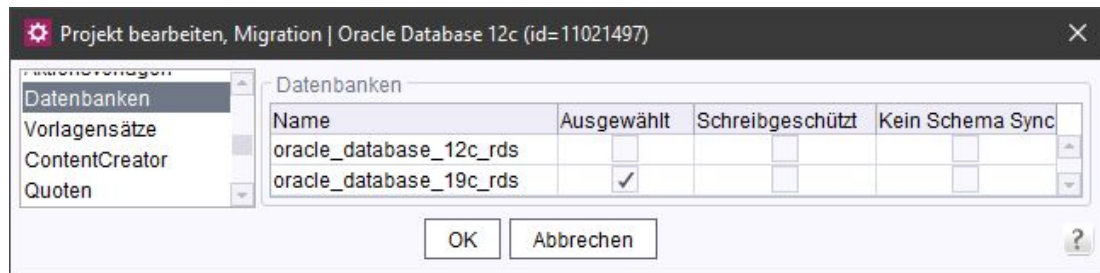 Projekt bearbeiten, Migration | Oracle Database 12c (id=11021497)
Datenbanken
Vorlagensätze
ContentCreator
Quoten
Datenbanken
Name Ausgewählt Schreibgeschützt Kein Schema Sync
oracle_database_12c_rds
oracle_database_19c_rds
OK Abbrechen
?